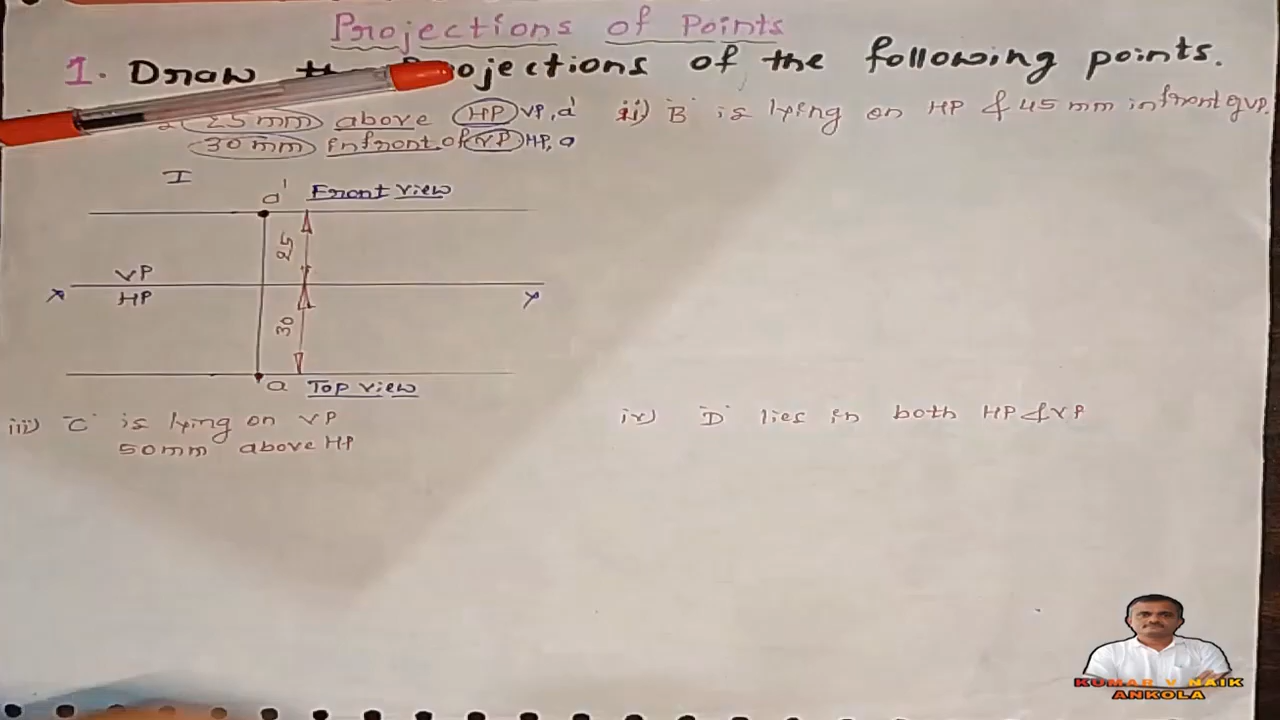 Projections of Points
1. Draw the Projections of the following points.
25 mm above HP VP, a'
30 mm infront of VP HP, a
ii) 'B' is lying on HP & 45 mm infront of VP.
I
a' Front View
25
VP
X HP Y
30
a Top View
iii) 'C' is lying on VP
50mm above HP
iv) 'D' lies in both HP & VP
KUMAR V NAIK
ANKOLA